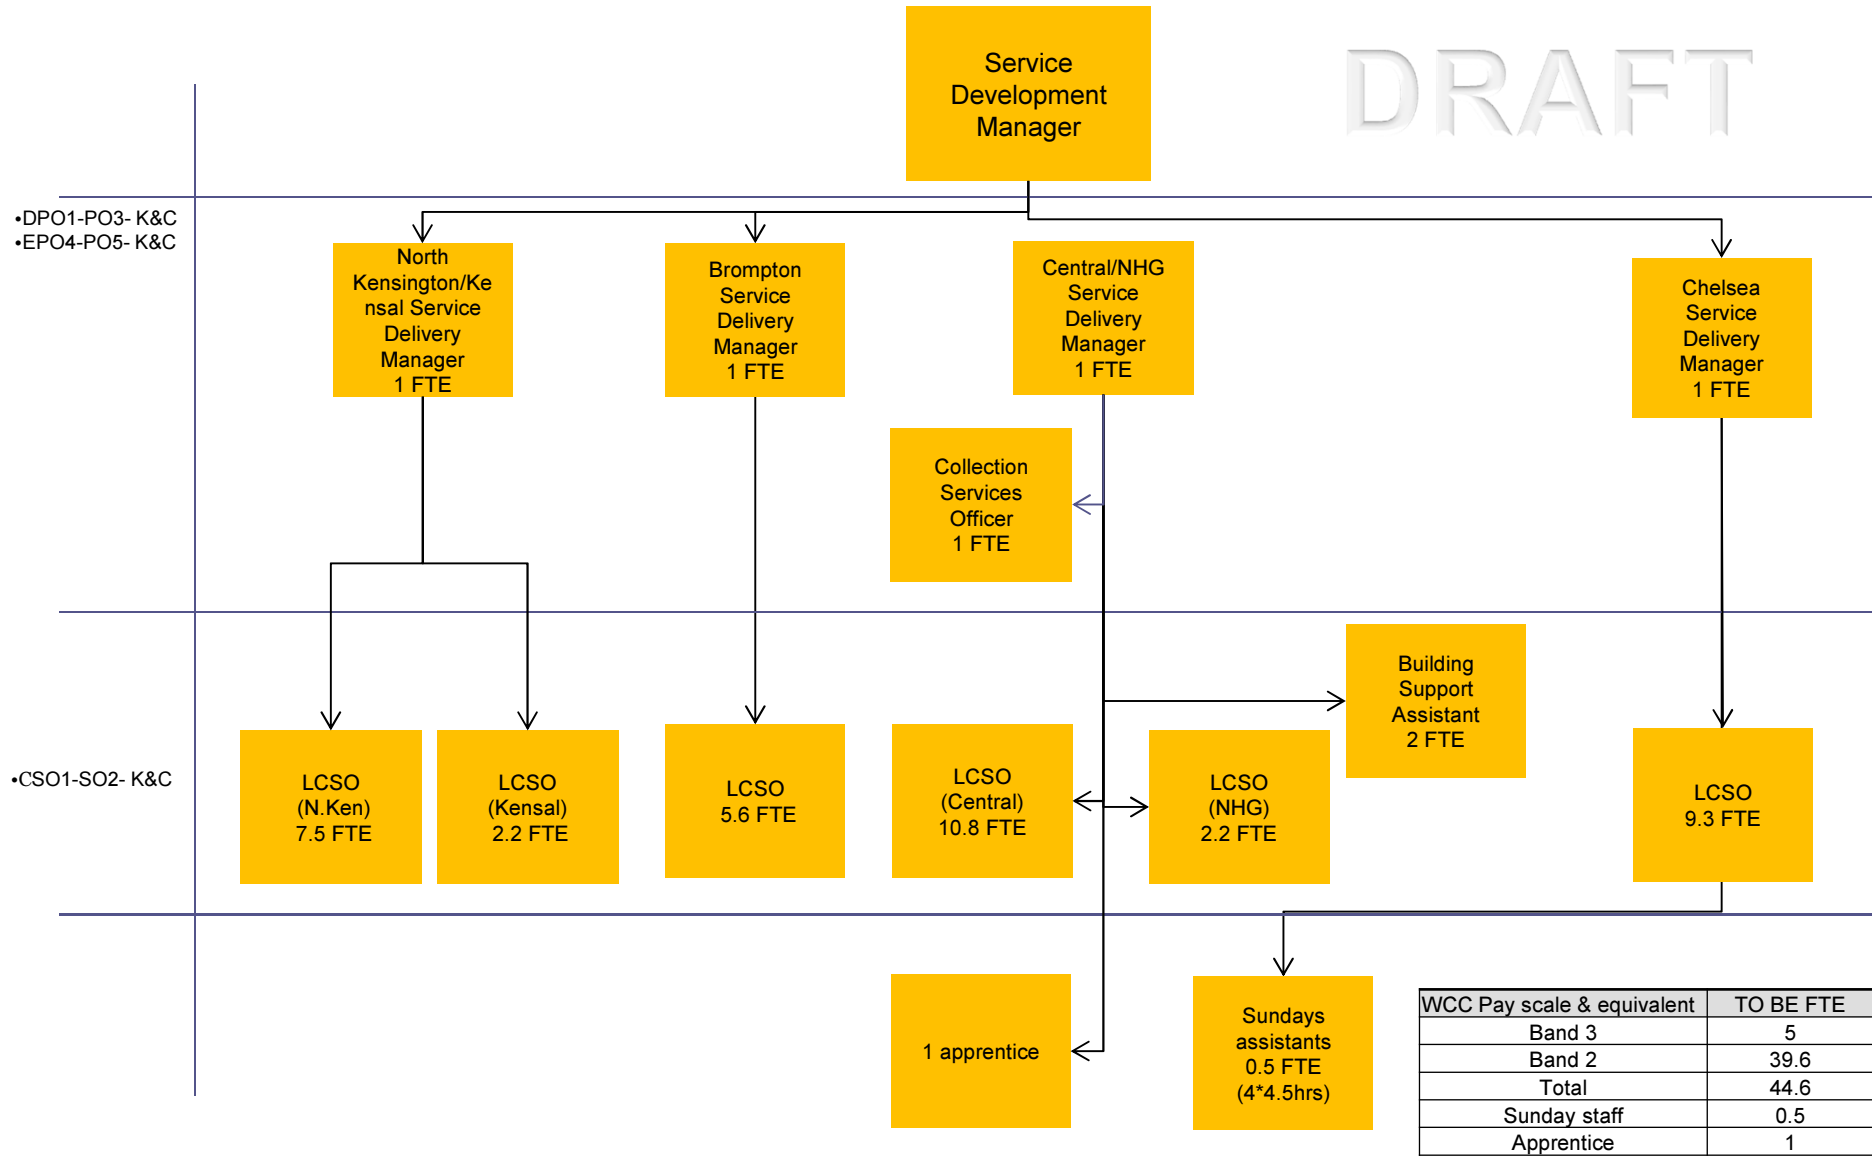 Service
Development
Manager
DRAFT
•DPO1-PO3- K&C
•EPO4-PO5- K&C
North
Kensington/Ke
nsal Service
Delivery
Manager
1 FTE
Brompton
Service
Delivery
Manager
1 FTE
Central/NHG
Service
Delivery
Manager
1 FTE
Chelsea
Service
Delivery
Manager
1 FTE
Collection
Services
Officer
1 FTE
Building
Support
Assistant
2 FTE
•CSO1-SO2- K&C
LCSO
(N.Ken)
7.5 FTE
LCSO
(Kensal)
2.2 FTE
LCSO
5.6 FTE
LCSO
(Central)
10.8 FTE
LCSO
(NHG)
2.2 FTE
LCSO
9.3 FTE
1 apprentice
Sundays
assistants
0.5 FTE
(4*4.5hrs)
WCC Pay scale & equivalent TO BE FTE
Band 3 5
Band 2 39.6
Total 44.6
Sunday staff 0.5
Apprentice 1